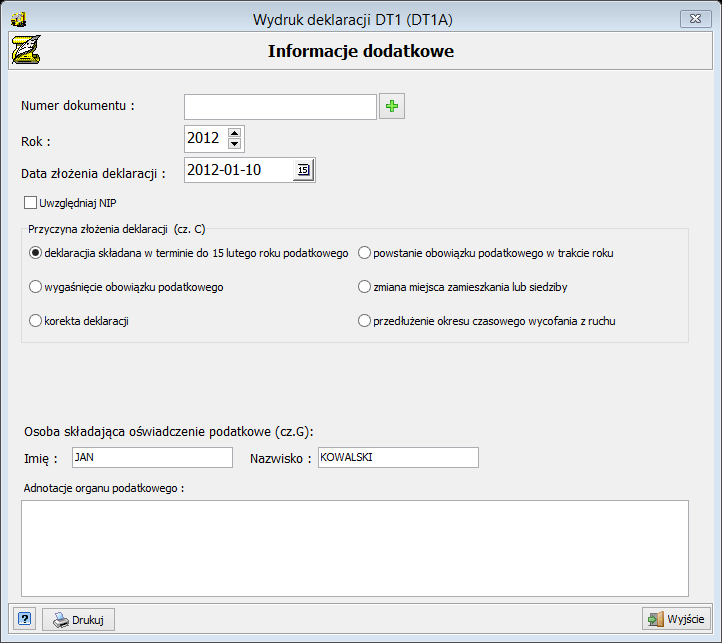 Wydruk deklaracji DT1 (DT1A)
Informacje dodatkowe
Numer dokumentu :
Rok : 2012
Data złożenia deklaracji : 2012-01-10 15
Uwzględniaj NIP
Przyczyna złożenia deklaracji (cz. C)
deklaracjia składana w terminie do 15 lutego roku podatkowego powstanie obowiązku podatkowego w trakcie roku
wygaśnięcie obowiązku podatkowego zmiana miejsca zamieszkania lub siedziby
korekta deklaracji przedłużenie okresu czasowego wycofania z ruchu
Osoba składająca oświadczenie podatkowe (cz.G):
Imię : JAN Nazwisko : KOWALSKI
Adnotacje organu podatkowego :
? Drukuj Wyjście